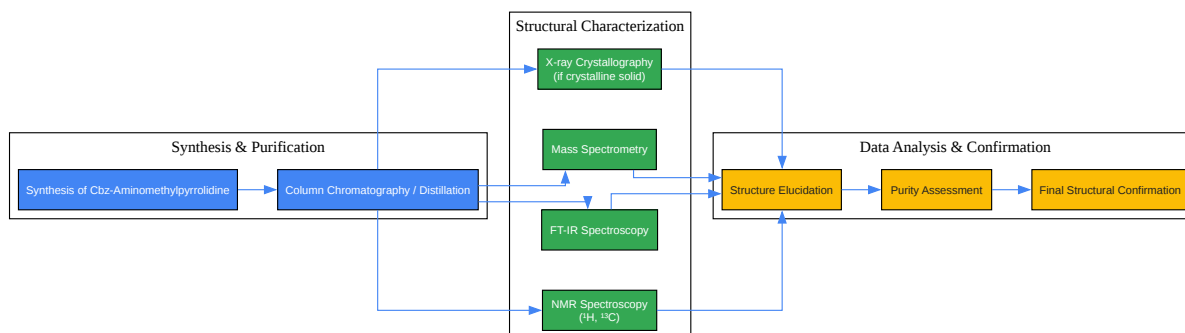 Structural Characterization
X-ray Crystallography
(if crystalline solid)
Synthesis & Purification
Data Analysis & Confirmation
Mass Spectrometry
Synthesis of Cbz-Aminomethylpyrrolidine
Column Chromatography / Distillation
Structure Elucidation
Purity Assessment
Final Structural Confirmation
FT-IR Spectroscopy
NMR Spectroscopy
(¹H, ¹³C)